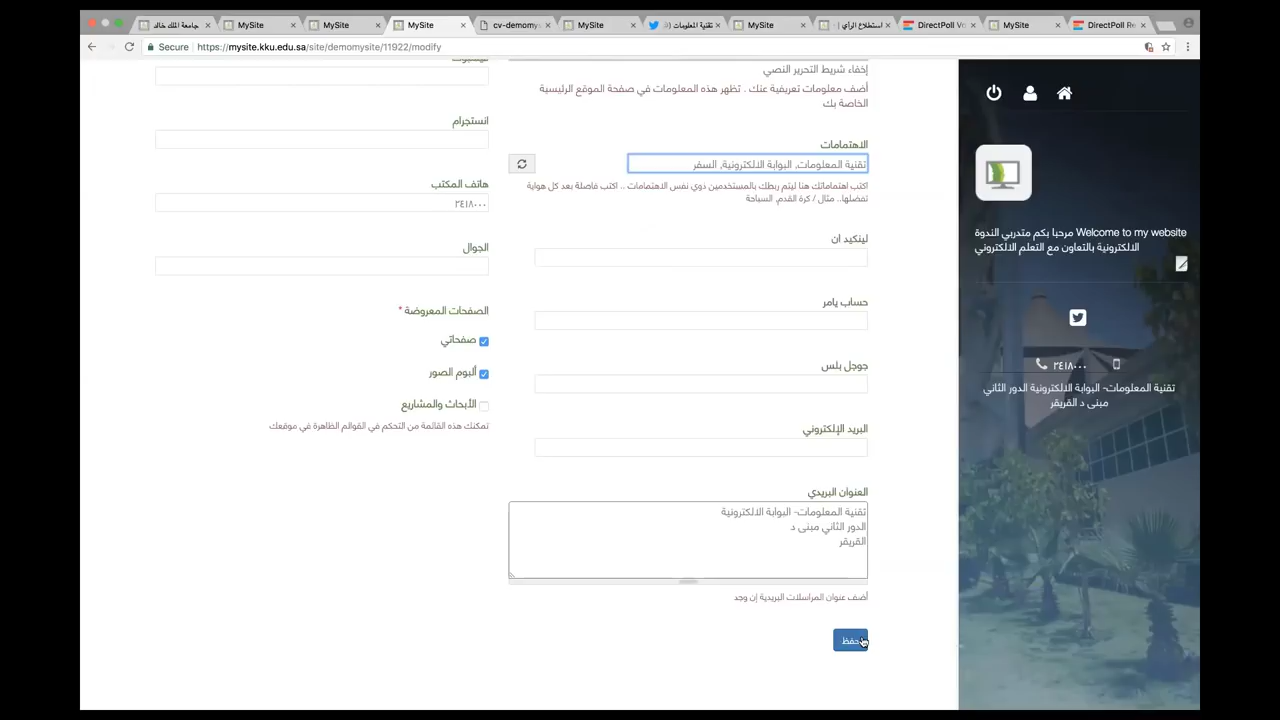 جامعة الملك خالد
MySite
MySite
MySite
cv-demomy
MySite
تقنية المعلومات
MySite
استطلاع الرأي
DirectPoll
MySite
DirectPoll
Secure
https://mysite.kku.edu.sa/site/demomysite/11922/modify
إخفاء شريط التحرير النصي
أضف معلومات تعريفية عنك . تظهر هذه المعلومات في صفحة الموقع الرئيسية
الخاصة بك
الاهتمامات
تقنية المعلومات, البوابة الالكترونية, السفر
اكتب اهتماماتك هنا ليتم ربطك بالمستخدمين ذوي نفس الاهتمامات .. اكتب فاصلة بعد كل هواية
تفضلها.. مثال / كرة القدم, السباحة
لينكيد ان
حساب يامر
جوجل بلس
البريد الإلكتروني
العنوان البريدي
تقنية المعلومات- البوابة الالكترونية
الدور الثاني مبنى د
القريقر
أضف عنوان المراسلات البريدية إن وجد
حفظ
انستجرام
هاتف المكتب
٢٤١٨٠٠٠
الجوال
الصفحات المعروضة *
صفحاتي
ألبوم الصور
الأبحاث والمشاريع
تمكنك هذه القائمة من التحكم في القوائم الظاهرة في موقعك
Welcome to my website مرحبا بكم متدربي الندوة
الالكترونية بالتعاون مع التعلم الالكتروني
٢٤١٨٠٠٠
تقنية المعلومات- البوابة الالكترونية الدور الثاني
مبنى د القريقر